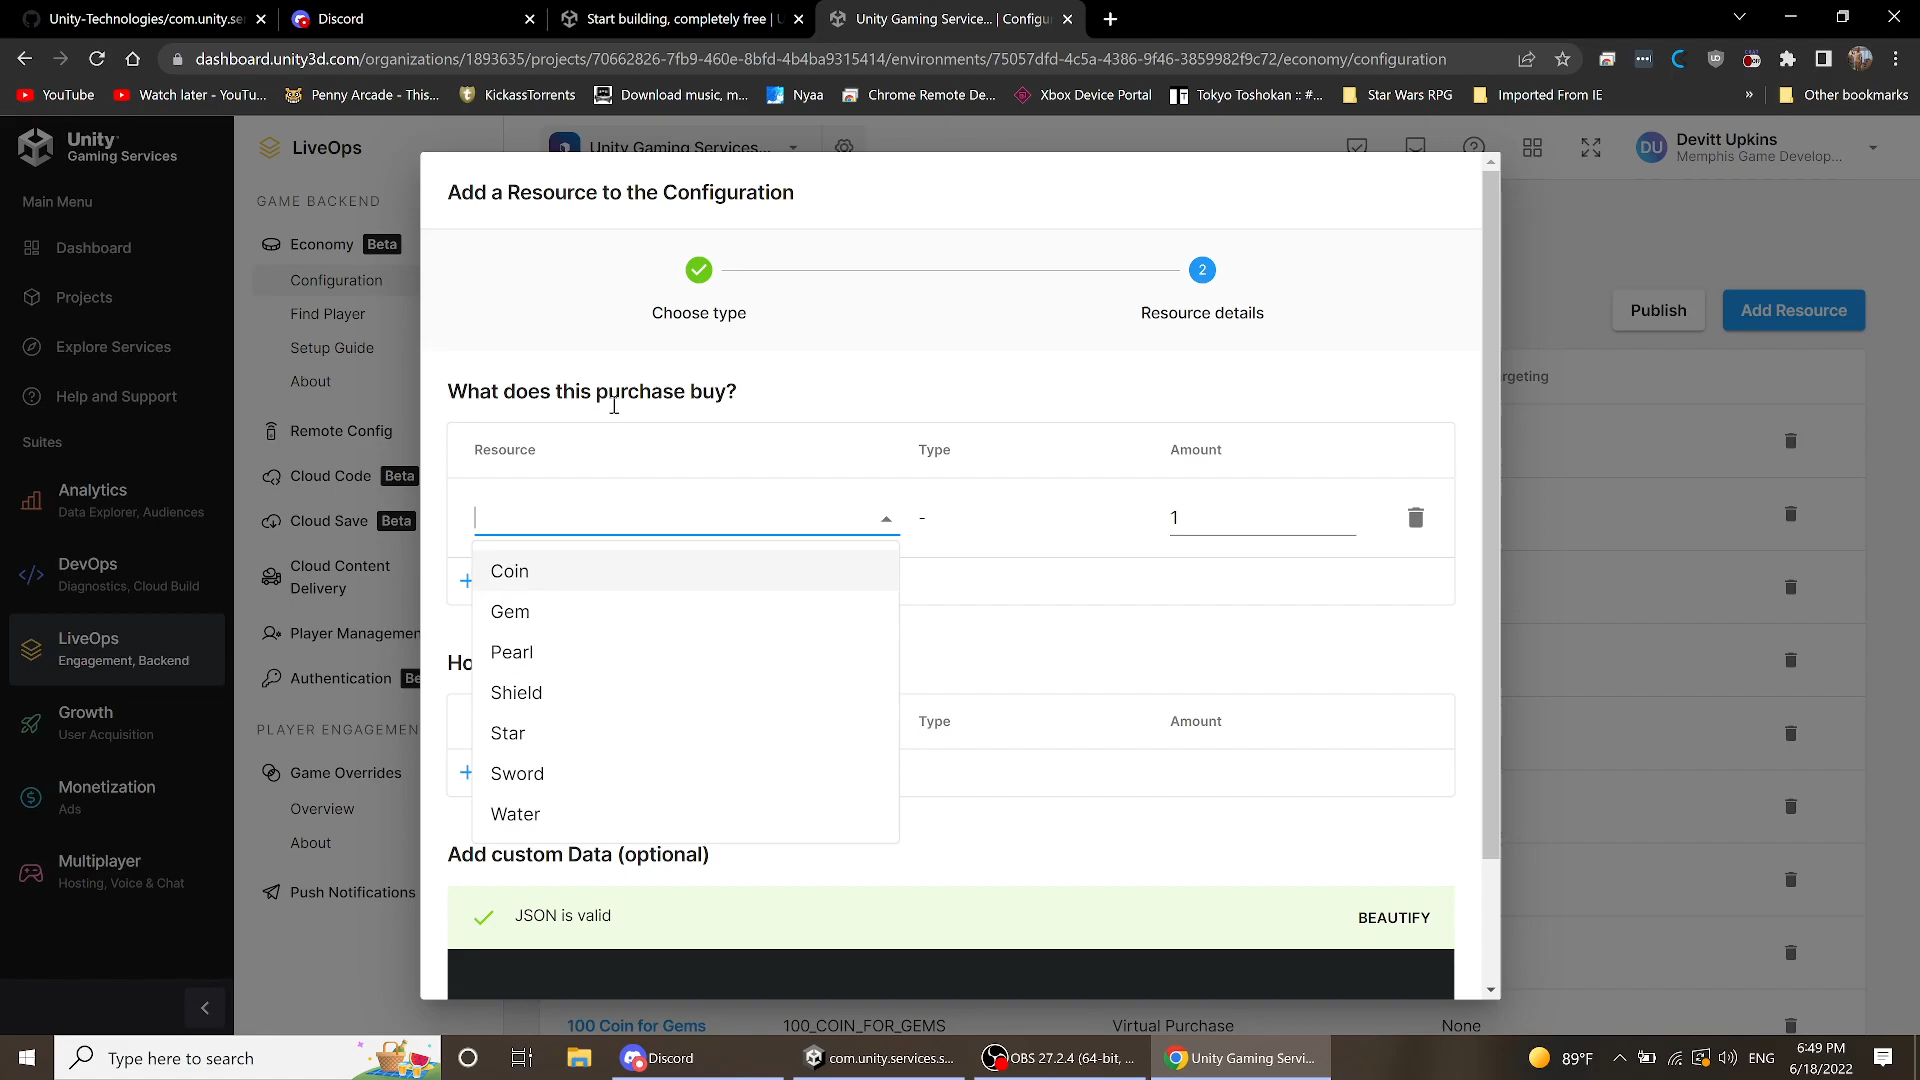 Unity-Technologies/com.unity.se
Discord
Start building, completely free |
Unity Gaming Service... | Configu
dashboard.unity3d.com/organizations/1893635/projects/70662826-7fb9-460e-8bfd-4b4ba9315414/environments/75057dfd-4c5a-4386-9f46-3859982f9c72/economy/configuration
YouTube
Watch later - YouTu...
Penny Arcade - This...
KickassTorrents
Download music, m...
Nyaa
Chrome Remote De...
Xbox Device Portal
Tokyo Toshokan :: #...
Star Wars RPG
Imported From IE
»
Other bookmarks
Unity
Gaming Services
LiveOps
Unity Gaming Services...
DU
Devitt Upkins
Memphis Game Develop...
Main Menu
Dashboard
Projects
Explore Services
Help and Support
Suites
Analytics
Data Explorer, Audiences
DevOps
Diagnostics, Cloud Build
LiveOps
Engagement, Backend
Growth
User Acquisition
Monetization
Ads
Multiplayer
Hosting, Voice & Chat
GAME BACKEND
Economy Beta
Configuration
Find Player
Setup Guide
About
Remote Config
Cloud Code Beta
Cloud Save Beta
Cloud Content
Delivery
Player Managemen
Authentication Be
PLAYER ENGAGEMEN
Game Overrides
Overview
About
Push Notifications
Add a Resource to the Configuration
2
Choose type
Resource details
Publish
Add Resource
rgeting
What does this purchase buy?
Resource
Type
Amount
-
1
+
Coin
Gem
Pearl
Shield
Star
Sword
Water
Ho
Type
Amount
+
Add custom Data (optional)
JSON is valid
BEAUTIFY
100 Coin for Gems
100_COIN_FOR_GEMS
Virtual Purchase
None
Type here to search
Discord
com.unity.services.s...
OBS 27.2.4 (64-bit, ...
Unity Gaming Servi...
89°F
ENG
6:49 PM
6/18/2022